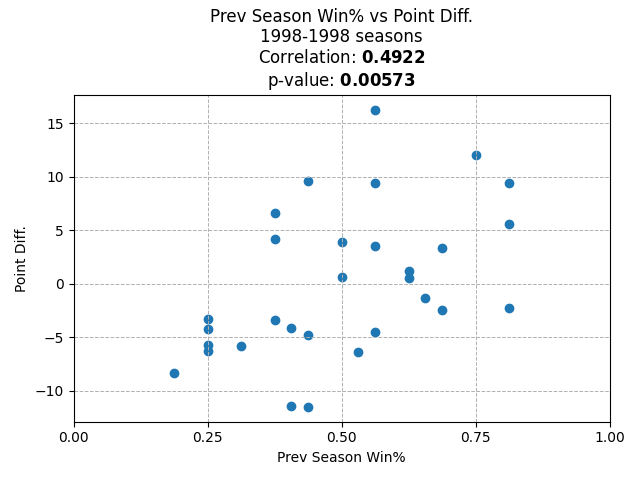 Prev Season Win% vs Point Diff.
1998-1998 seasons
Correlation: 0.4922
p-value: 0.00573
15
10
5
0
−5
−10
Point Diff.
0.00 0.25 0.50 0.75 1.00
Prev Season Win%